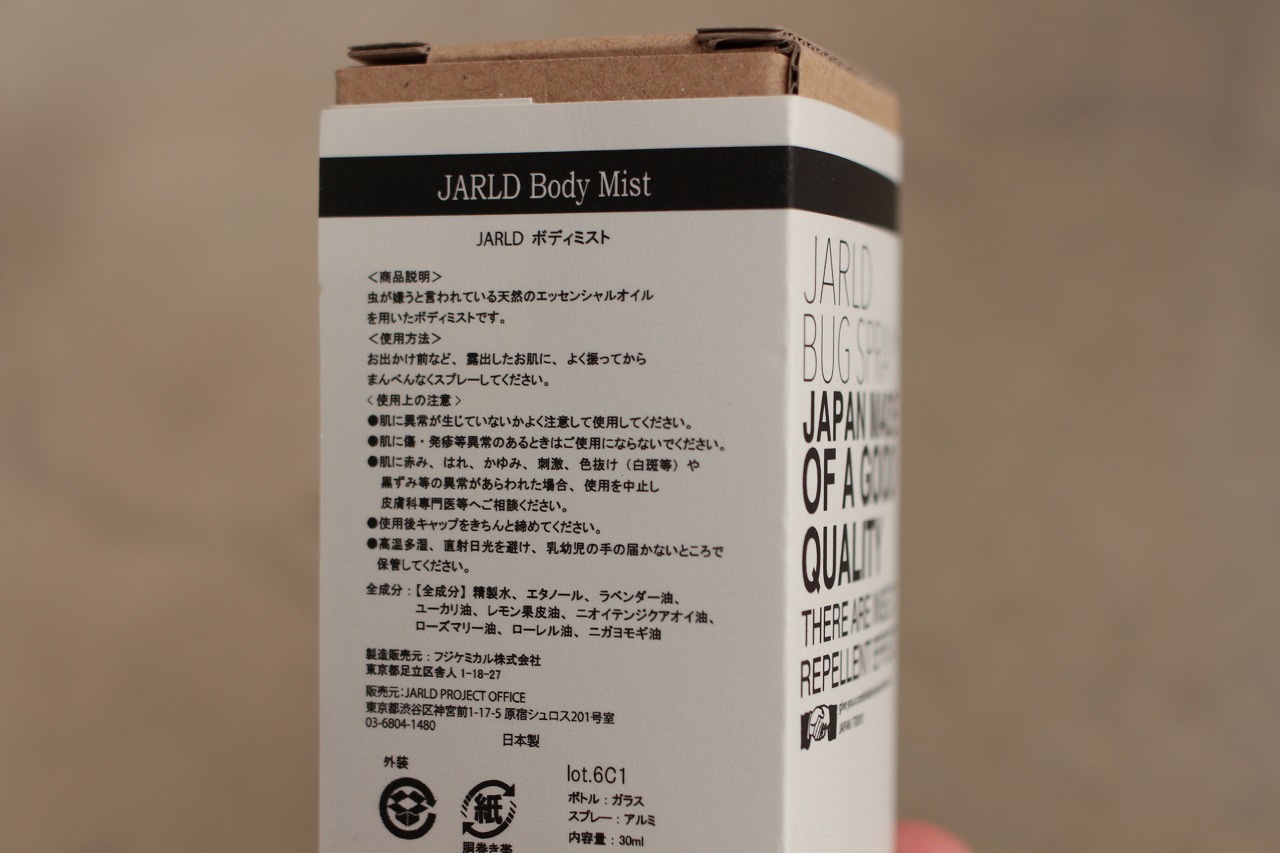 JARLD Body Mist
JARLD ボディミスト
＜商品説明＞
虫が嫌うと言われている天然のエッセンシャルオイル
を用いたボディミストです。
＜使用方法＞
お出かけ前など、露出したお肌に、よく振ってから
まんべんなくスプレーしてください。
＜使用上の注意＞
●肌に異常が生じていないかよく注意して使用してください。
●肌に傷・発疹等異常のあるときはご使用にならないでください。
●肌に赤み、はれ、かゆみ、刺激、色抜け（白斑等）や
黒ずみ等の異常があらわれた場合、使用を中止し
皮膚科専門医等へご相談ください。
●使用後キャップをきちんと締めてください。
●高温多湿、直射日光を避け、乳幼児の手の届かないところで
保管してください。
全成分：【全成分】精製水、エタノール、ラベンダー油、
ユーカリ油、レモン果皮油、ニオイテンジクアオイ油、
ローズマリー油、ローレル油、ニガヨモギ油
製造販売元：フジケミカル株式会社
東京都足立区舎人 1-18-27
販売元：JARLD PROJECT OFFICE
東京都渋谷区神宮前1-17-5 原宿シュロス201号室
03-6804-1480
日本製
外装
紙
胴巻き帯
lot.6C1
ボトル：ガラス
スプレー：アルミ
内容量：30ml
JARLD
BUG SPRAY
JAPAN MADE
OF A GOOD
QUALITY
THERE ARE
REPELLENT
JAPAN TOKYO